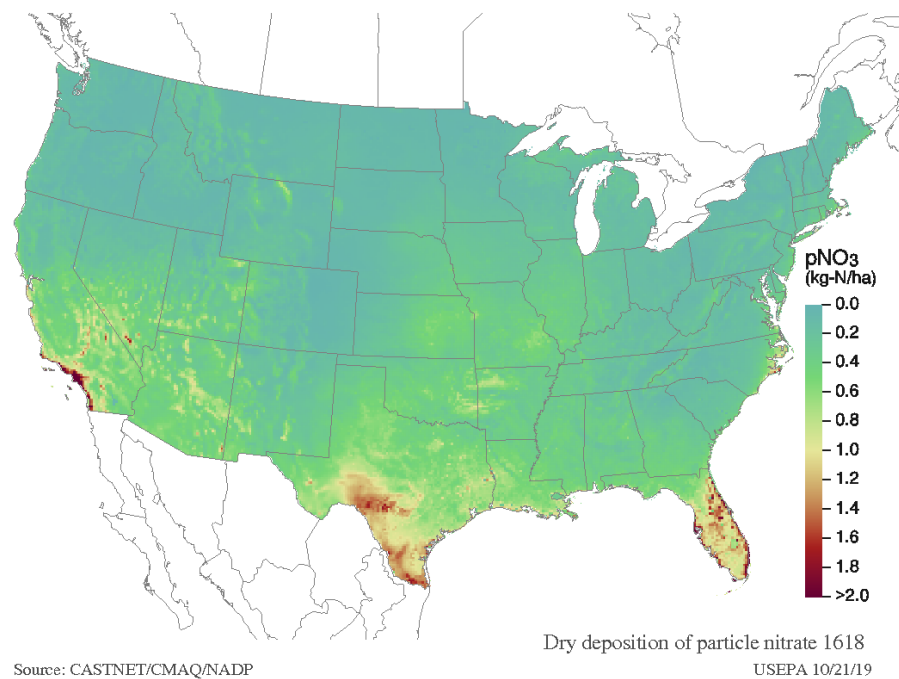 pNO3
(kg-N/ha)
0.0
0.2
0.4
0.6
0.8
1.0
1.2
1.4
1.6
1.8
>2.0
Dry deposition of particle nitrate 1618
Source: CASTNET/CMAQ/NADP
USEPA 10/21/19